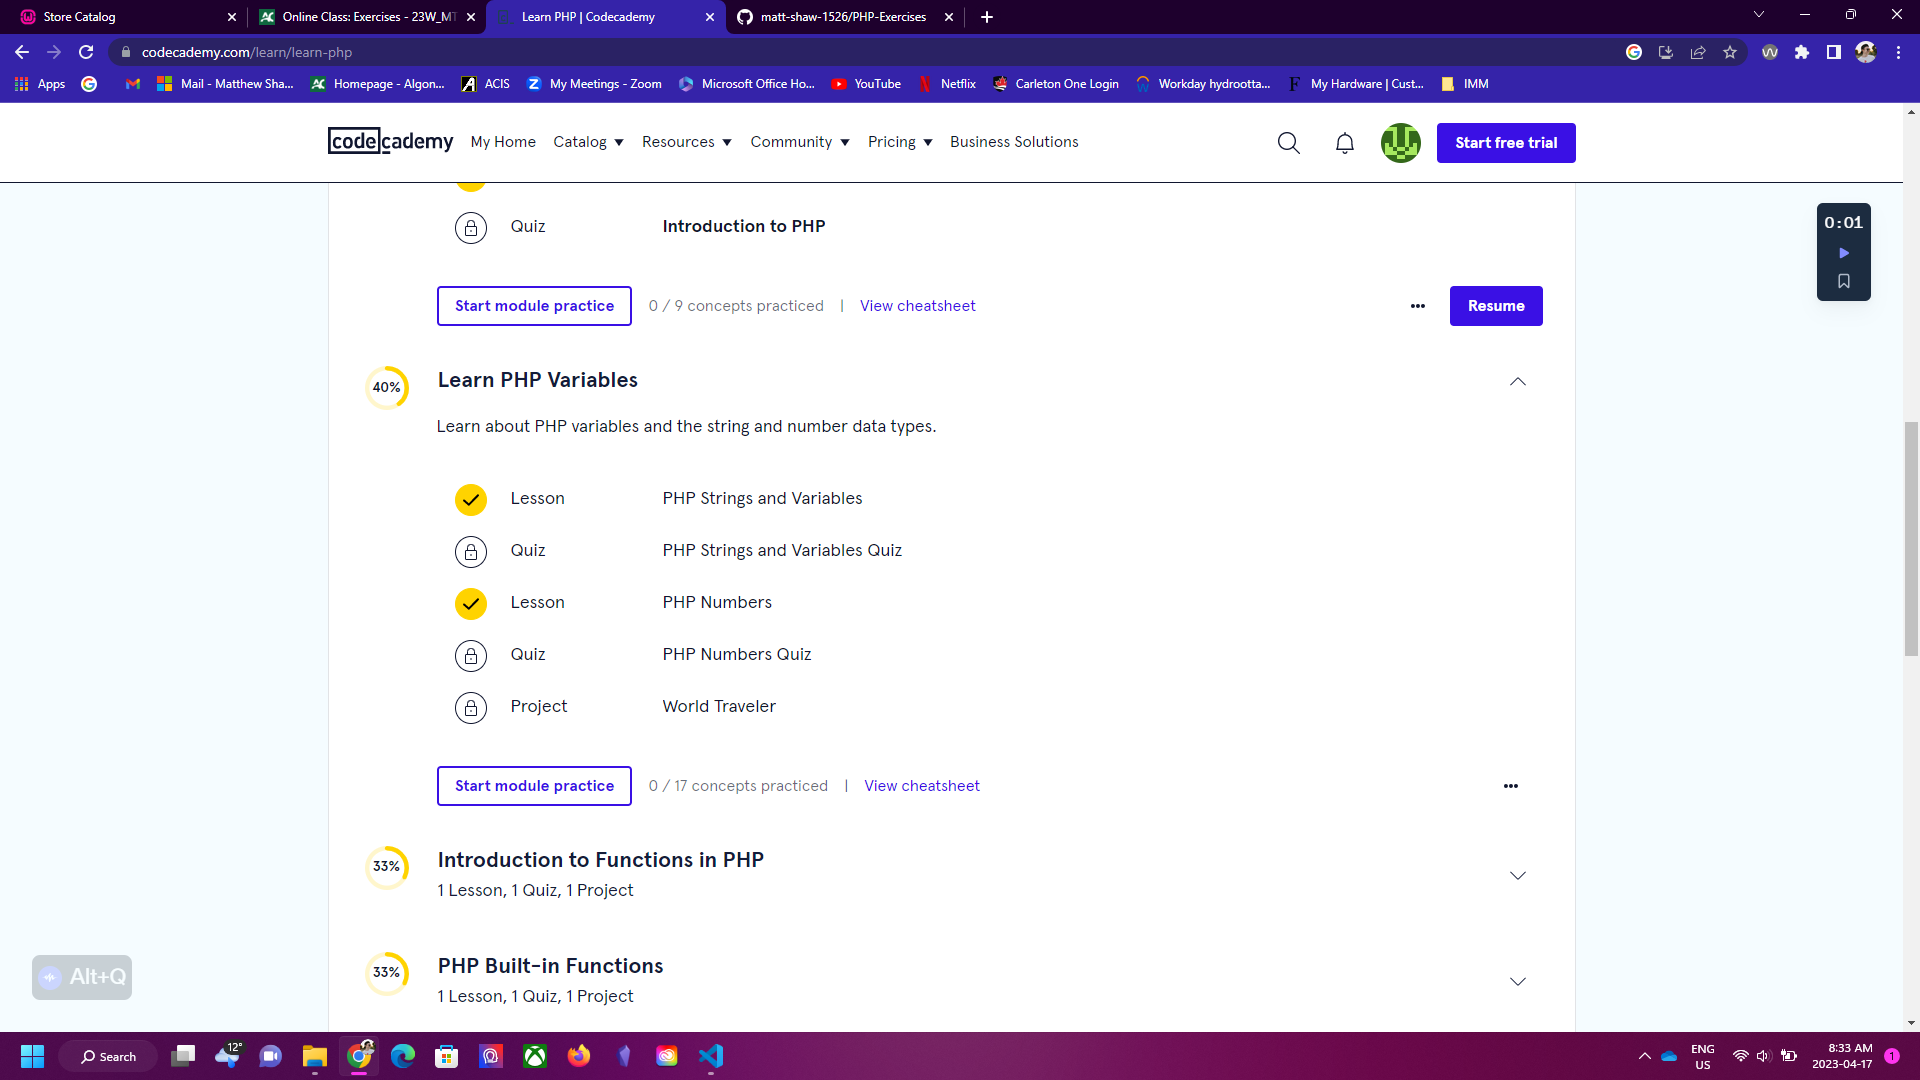 Store Catalog
Online Class: Exercises - 23W_MT
Learn PHP | Codecademy
matt-shaw-1526/PHP-Exercises
codecademy.com/learn/learn-php
Apps
Mail - Matthew Sha...
Homepage - Algon...
ACIS
My Meetings - Zoom
Microsoft Office Ho...
YouTube
Netflix
Carleton One Login
Workday hydrootta...
My Hardware | Cust...
IMM
codecademy
My Home
Catalog
Resources
Community
Pricing
Business Solutions
Start free trial
Quiz Introduction to PHP
0:01
Start module practice 0 / 9 concepts practiced | View cheatsheet ••• Resume
40% Learn PHP Variables
Learn about PHP variables and the string and number data types.
Lesson PHP Strings and Variables
Quiz PHP Strings and Variables Quiz
Lesson PHP Numbers
Quiz PHP Numbers Quiz
Project World Traveler
Start module practice 0 / 17 concepts practiced | View cheatsheet •••
33% Introduction to Functions in PHP
1 Lesson, 1 Quiz, 1 Project
33% PHP Built-in Functions
1 Lesson, 1 Quiz, 1 Project
Alt+Q
Search
12°
ENG
US
8:33 AM
2023-04-17
1